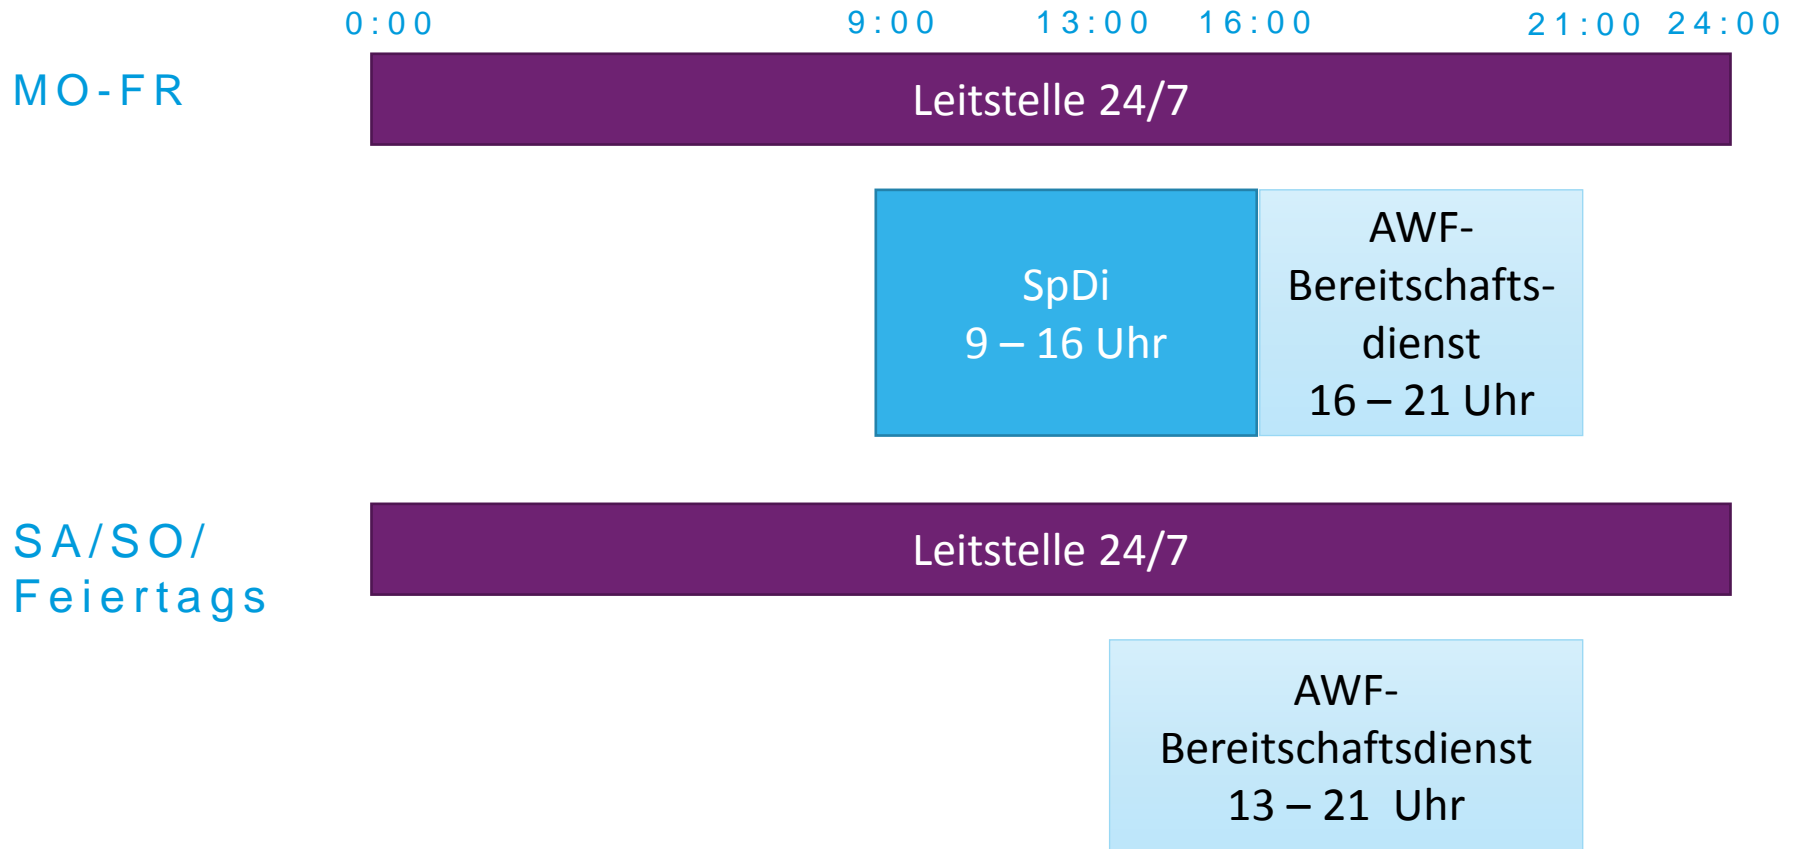 0:00 9:00 13:00 16:00 21:00 24:00
MO-FR
Leitstelle 24/7
SpDi
9 – 16 Uhr
AWF-
Bereitschafts-
dienst
16 – 21 Uhr
SA/SO/
Feiertags
Leitstelle 24/7
AWF-
Bereitschaftsdienst
13 – 21 Uhr